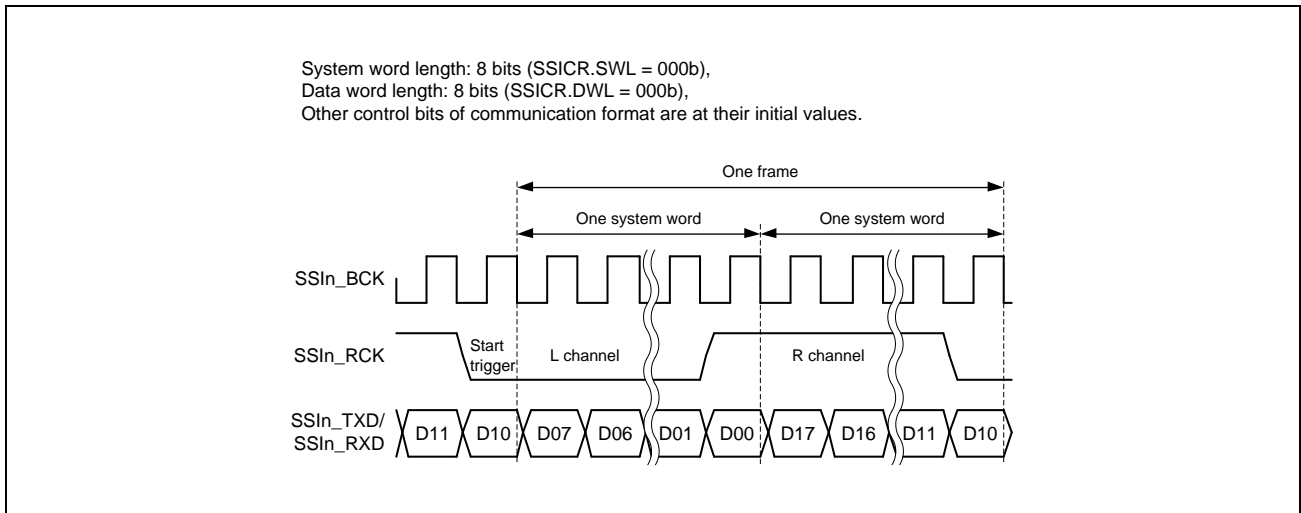 System word length: 8 bits (SSICR.SWL = 000b),
Data word length: 8 bits (SSICR.DWL = 000b),
Other control bits of communication format are at their initial values.
One frame
One system word One system word
SSIn_BCK
SSIn_RCK
Start
trigger
L channel
R channel
SSIn_TXD/
SSIn_RXD
D11 D10 D07 D06 D01 D00 D17 D16 D11 D10